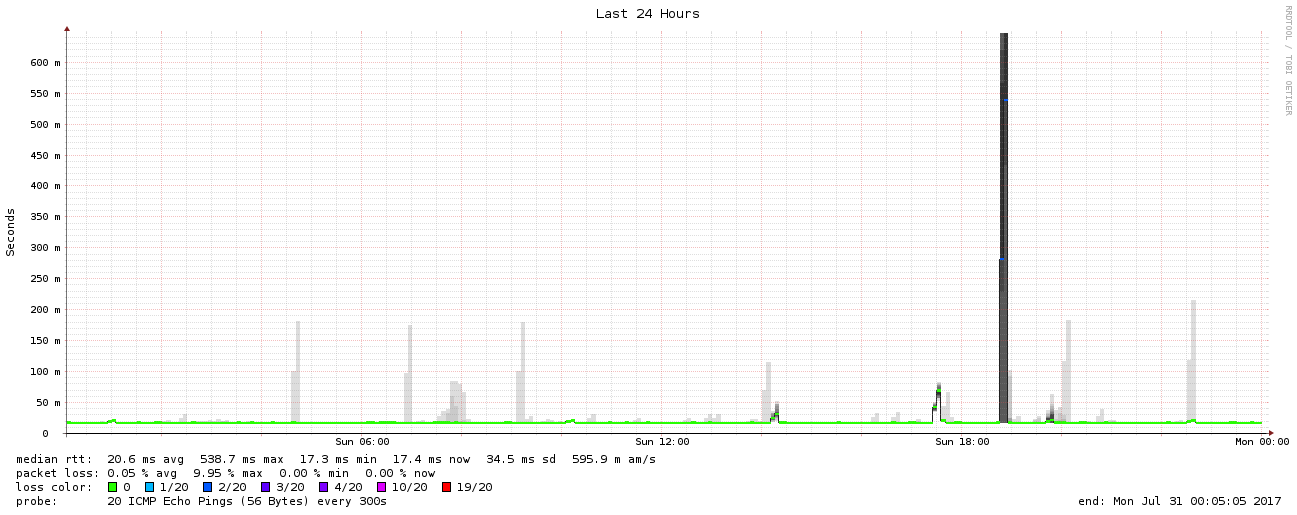 Last 24 Hours
RRDTOOL / TOBI OETIKER
Seconds
600 m
550 m
500 m
450 m
400 m
350 m
300 m
250 m
200 m
150 m
100 m
50 m
0
Sun 06:00 Sun 12:00 Sun 18:00 Mon 00:00
median rtt: 20.6 ms avg 538.7 ms max 17.3 ms min 17.4 ms now 34.5 ms sd 595.9 m am/s
packet loss: 0.05 % avg 9.95 % max 0.00 % min 0.00 % now
loss color: 0 1/20 2/20 3/20 4/20 10/20 19/20
probe: 20 ICMP Echo Pings (56 Bytes) every 300s end: Mon Jul 31 00:05:05 2017